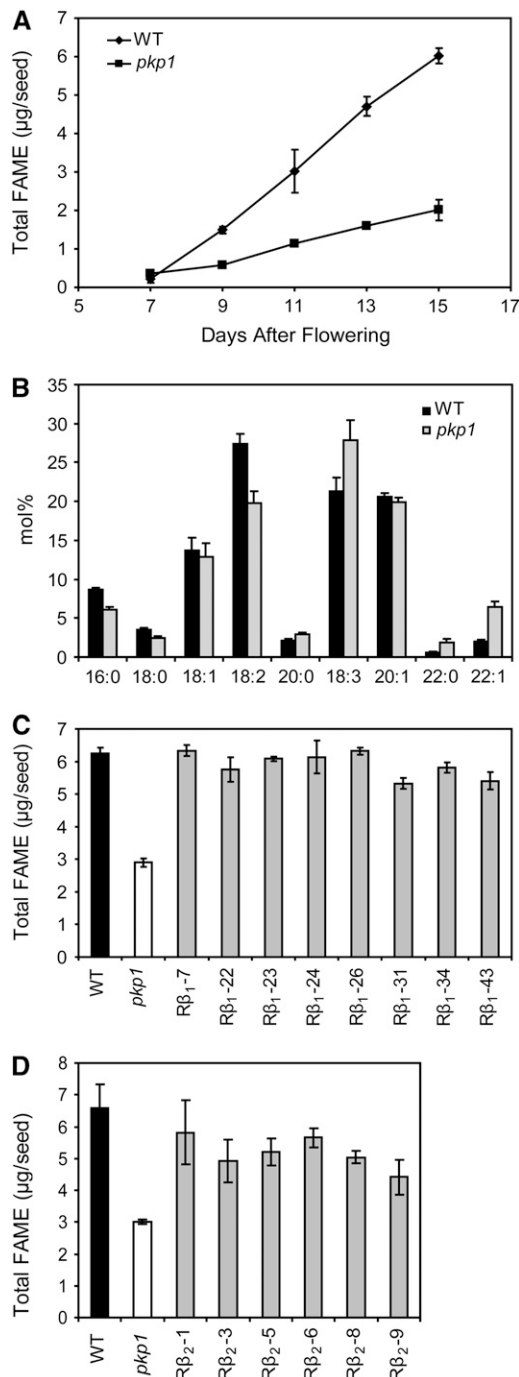 A
WT
pkp1
Total FAME (µg/seed)
7
6
5
4
3
2
1
0
5 7 9 11 13 15 17
Days After Flowering
B
WT
pkp1
mol%
35
30
25
20
15
10
5
0
16:0 18:0 18:1 18:2 20:0 18:3 20:1 22:0 22:1
C
Total FAME (µg/seed)
7
6
5
4
3
2
1
0
WT
pkp1
Rβ₁-7
Rβ₁-22
Rβ₁-23
Rβ₁-24
Rβ₁-26
Rβ₁-31
Rβ₁-34
Rβ₁-43
D
Total FAME (µg/seed)
8
7
6
5
4
3
2
1
0
WT
pkp1
Rβ₂-1
Rβ₂-3
Rβ₂-5
Rβ₂-6
Rβ₂-8
Rβ₂-9